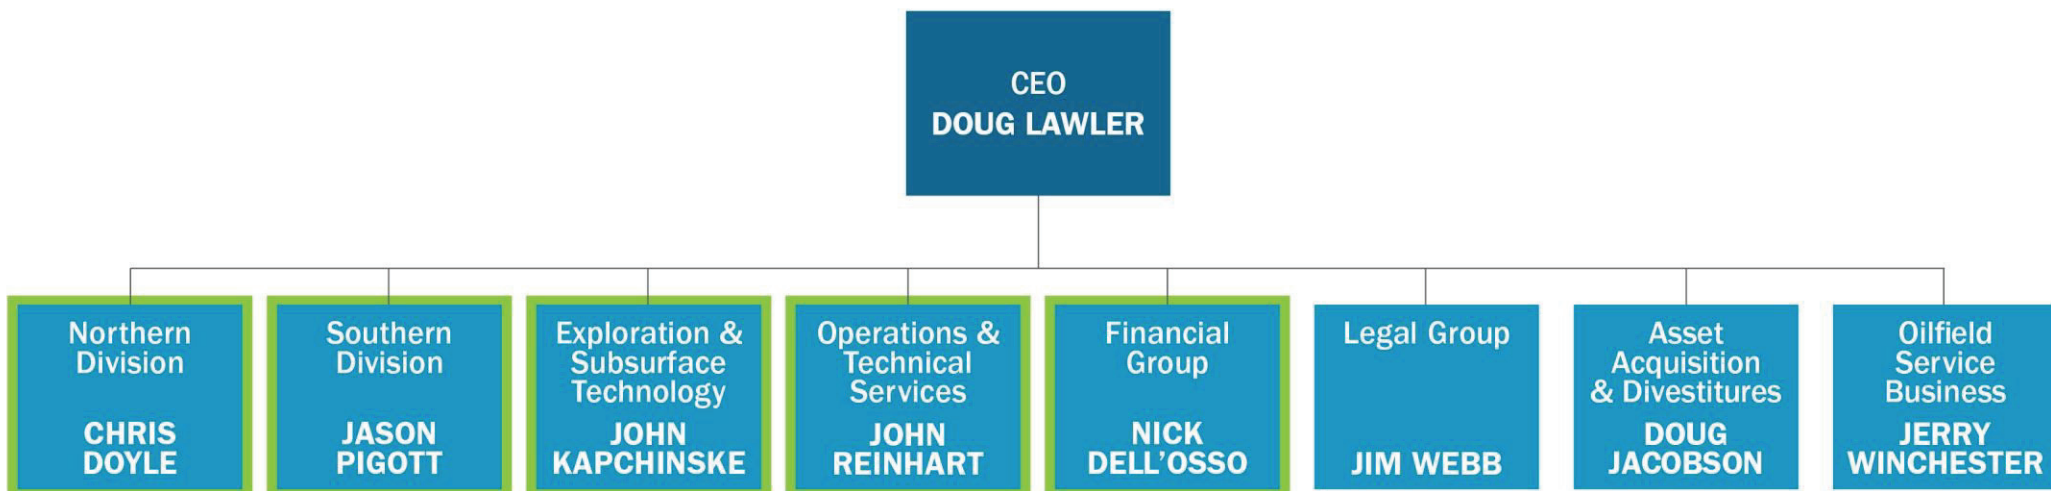 CEO
DOUG LAWLER
Northern
Division
CHRIS
DOYLE
Southern
Division
JASON
PIGOTT
Exploration &
Subsurface
Technology
JOHN
KAPCHINSKE
Operations &
Technical
Services
JOHN
REINHART
Financial
Group
NICK
DELL’OSSO
Legal Group
JIM WEBB
Asset
Acquisition
& Divestitures
DOUG
JACOBSON
Oilfield
Service
Business
JERRY
WINCHESTER